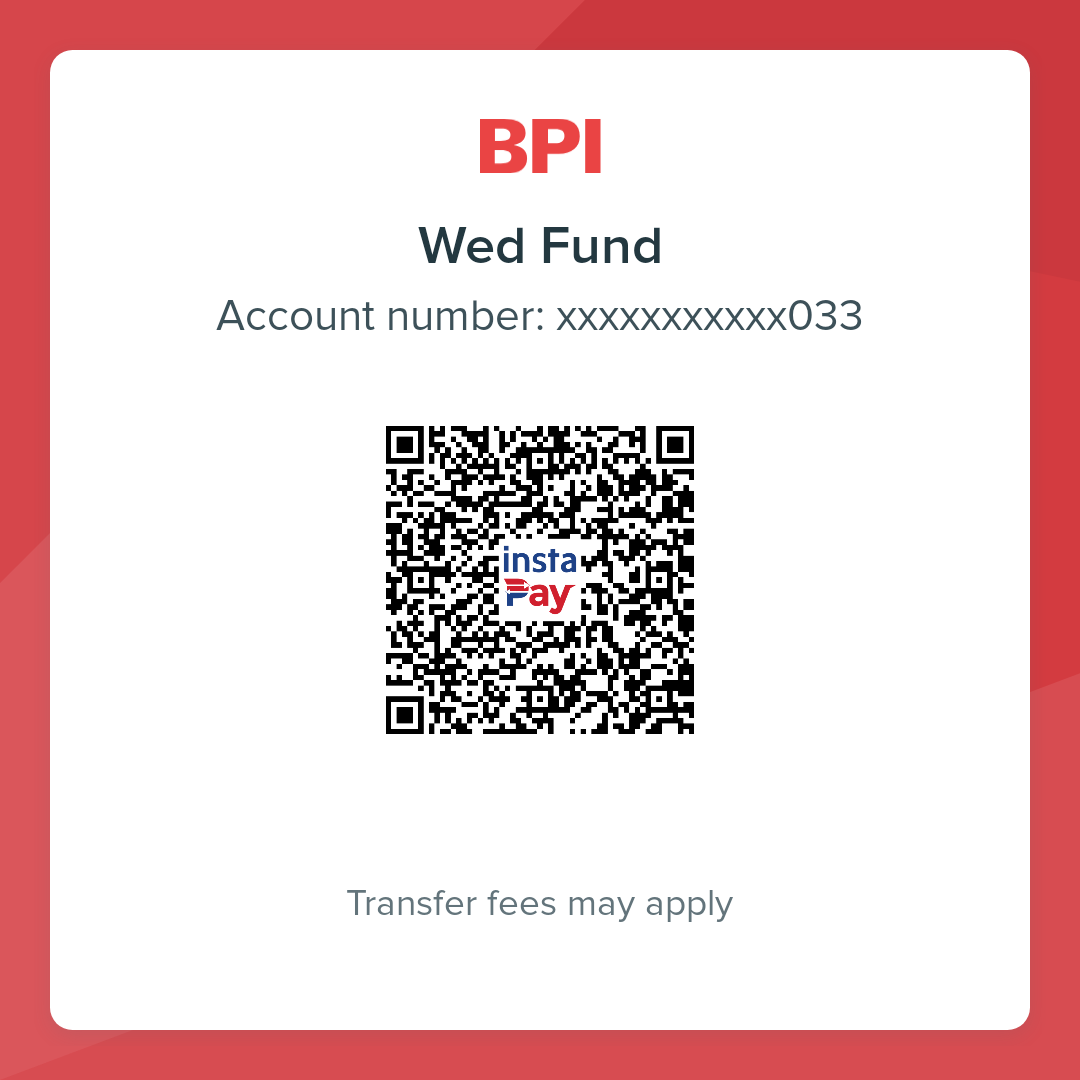 BPI
Wed Fund
Account number: xxxxxxxxxxx033
insta
Pay
Transfer fees may apply